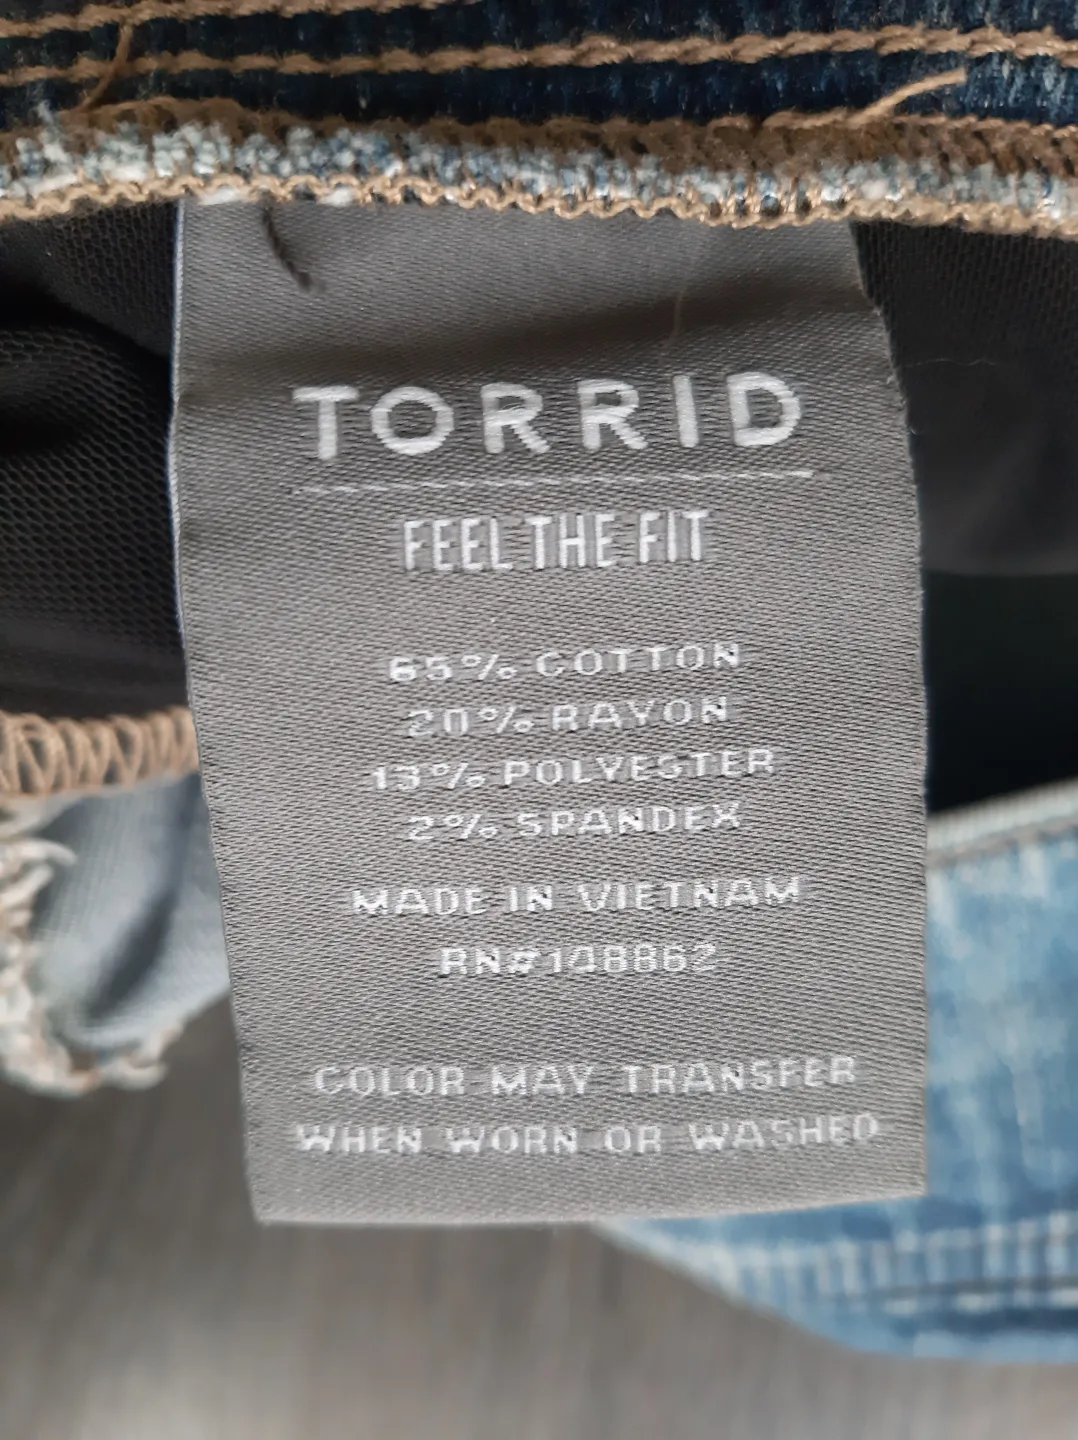 TORRID
FEEL THE FIT
65% COTTON
20% RAYON
13% POLYESTER
2% SPANDEX
MADE IN VIETNAM
RN#148862
COLOR MAY TRANSFER
WHEN WORN OR WASHED